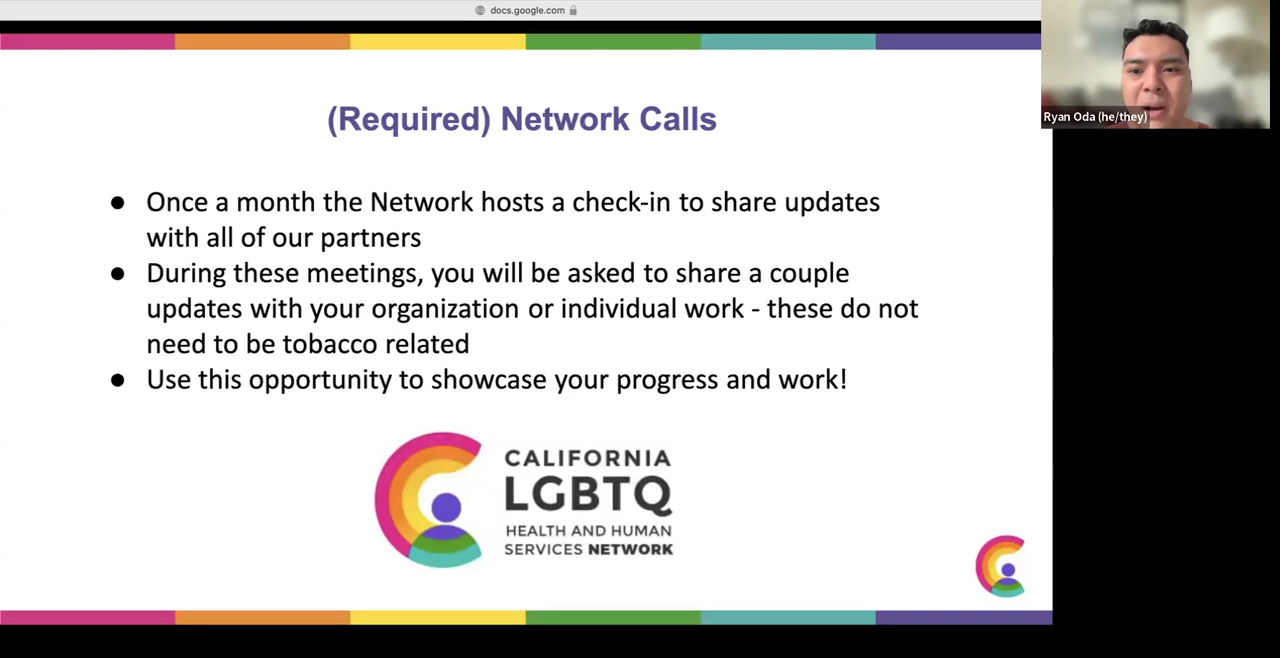 docs.google.com
Ryan Oda (he/they)
(Required) Network Calls
● Once a month the Network hosts a check-in to share updates
with all of our partners
● During these meetings, you will be asked to share a couple
updates with your organization or individual work - these do not
need to be tobacco related
● Use this opportunity to showcase your progress and work!
CALIFORNIA
LGBTQ
HEALTH AND HUMAN
SERVICES NETWORK